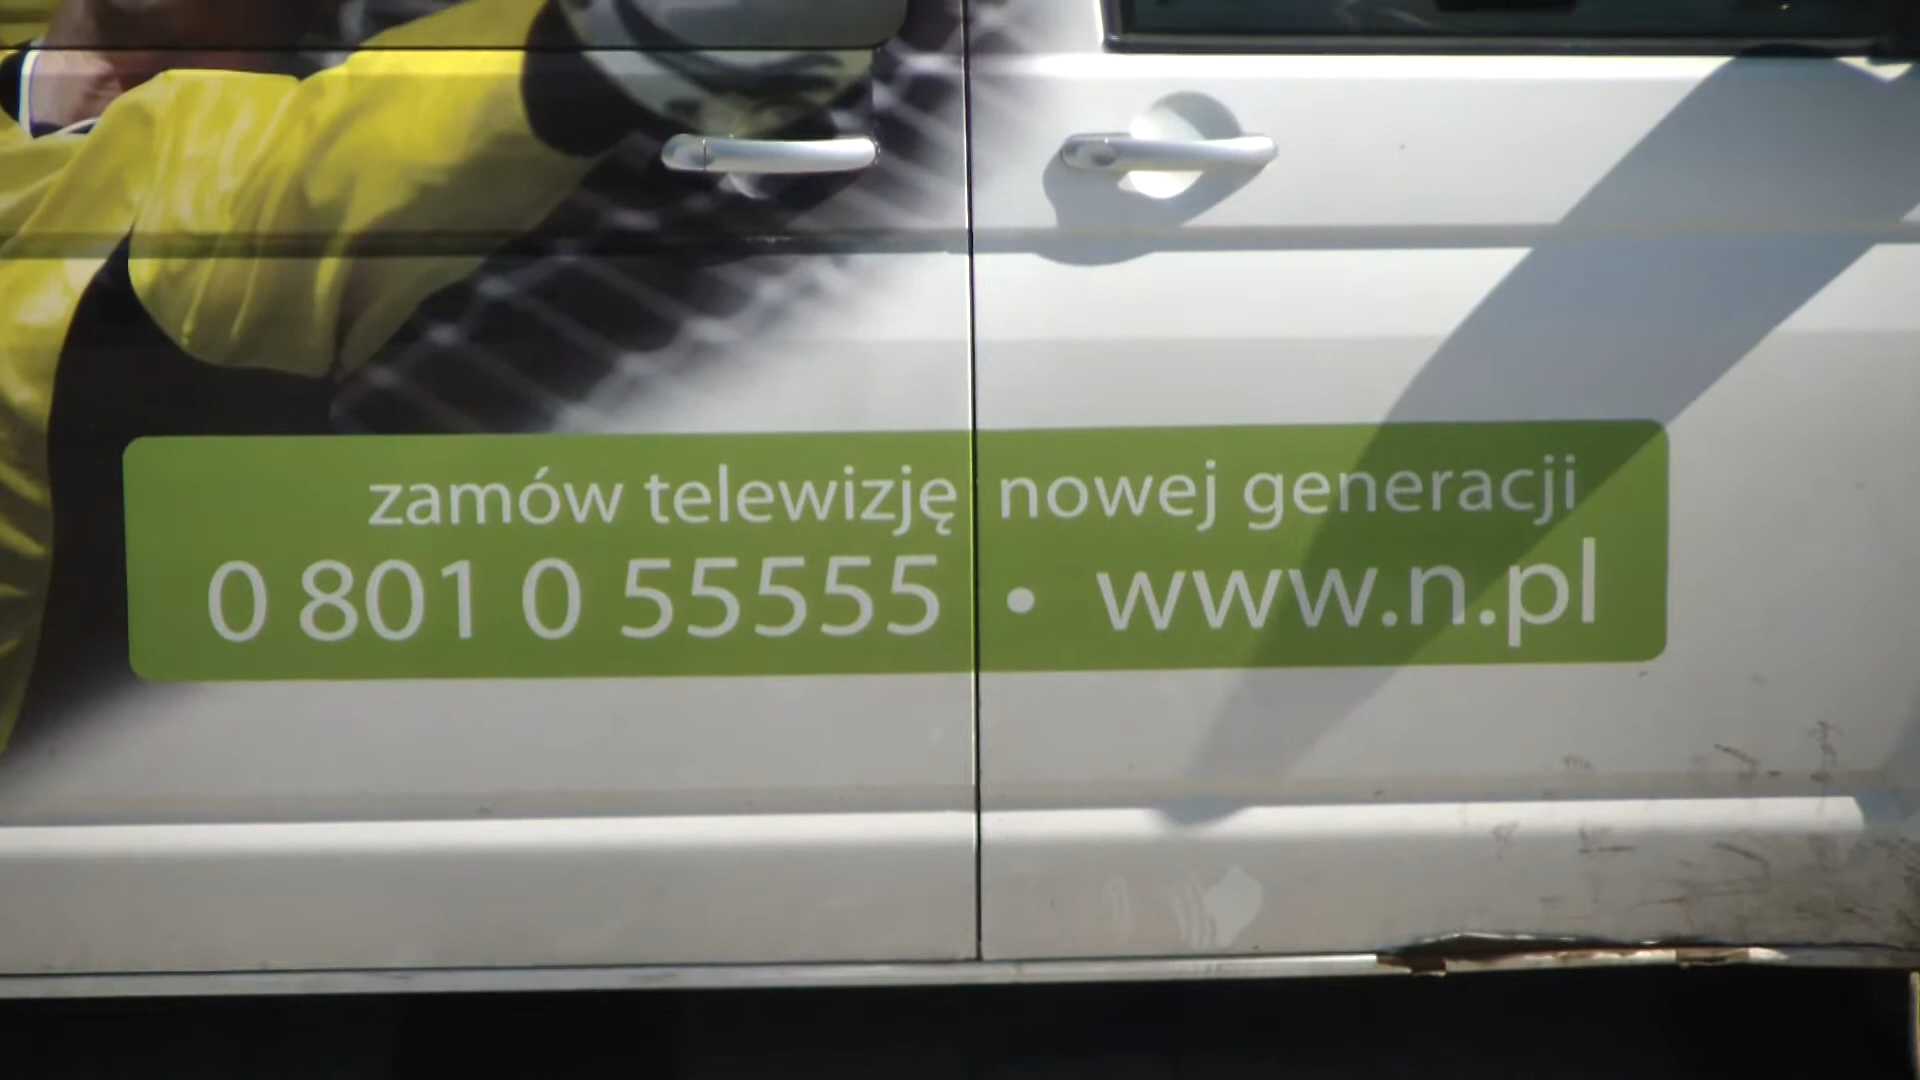 zamów telewizję nowej generacji
0 801 0 55555 • www.n.pl